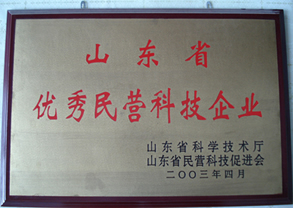 山东省
优秀民营科技企业
山东省科学技术厅
山东省民营科技促进会
二〇〇三年四月